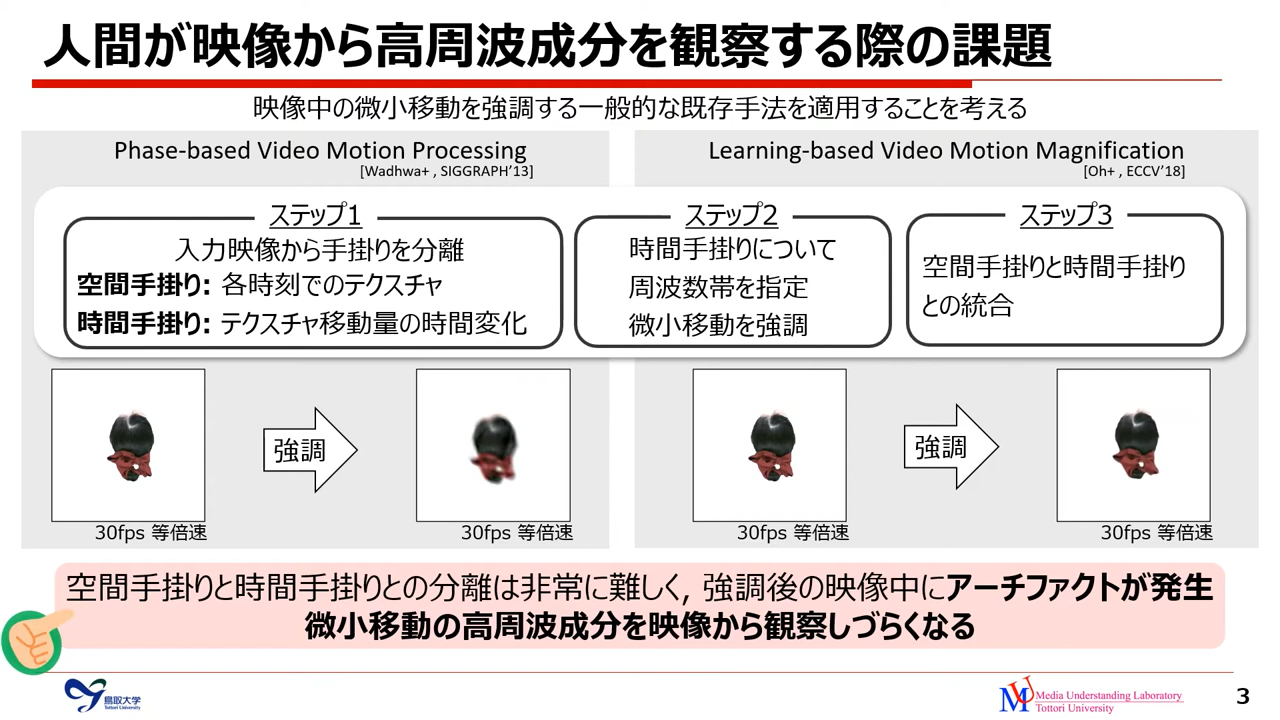 人間が映像から高周波成分を観察する際の課題
映像中の微小移動を強調する一般的な既存手法を適用することを考える
Phase-based Video Motion Processing
[Wadhwa+ , SIGGRAPH’13]
Learning-based Video Motion Magnification
[Oh+ , ECCV’18]
ステップ1
入力映像から手掛りを分離
空間手掛り: 各時刻でのテクスチャ
時間手掛り: テクスチャ移動量の時間変化
ステップ2
時間手掛りについて
周波数帯を指定
微小移動を強調
ステップ3
空間手掛りと時間手掛り
との統合
強調
30fps 等倍速
30fps 等倍速
強調
30fps 等倍速
30fps 等倍速
空間手掛りと時間手掛りとの分離は非常に難しく, 強調後の映像中にアーチファクトが発生
微小移動の高周波成分を映像から観察しづらくなる
鳥取大学
Tottori University
MU
Media Understanding Laboratory
Tottori University
3